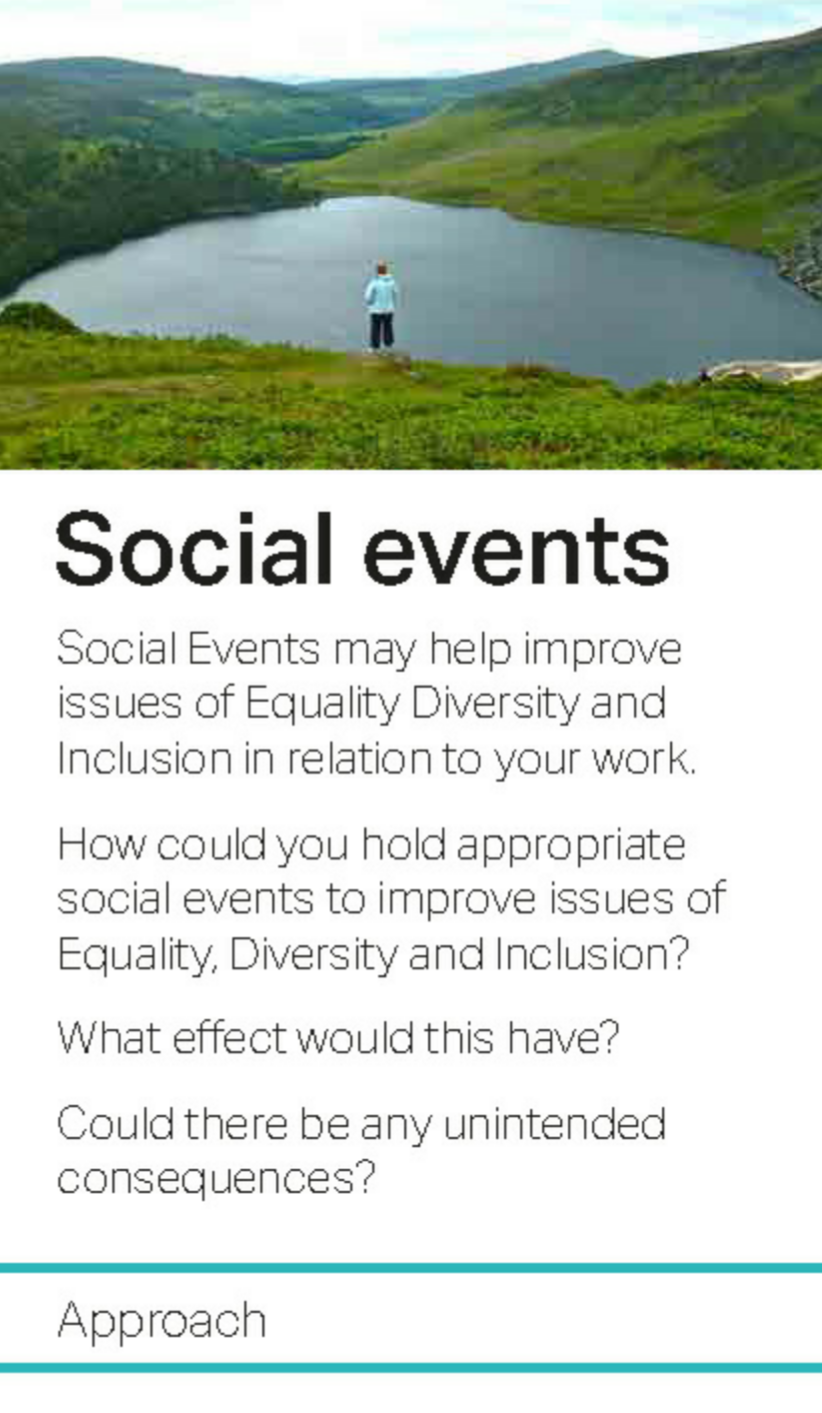 Social events
Social Events may help improve
issues of Equality Diversity and
Inclusion in relation to your work.
How could you hold appropriate
social events to improve issues of
Equality, Diversity and Inclusion?
What effect would this have?
Could there be any unintended
consequences?
Approach